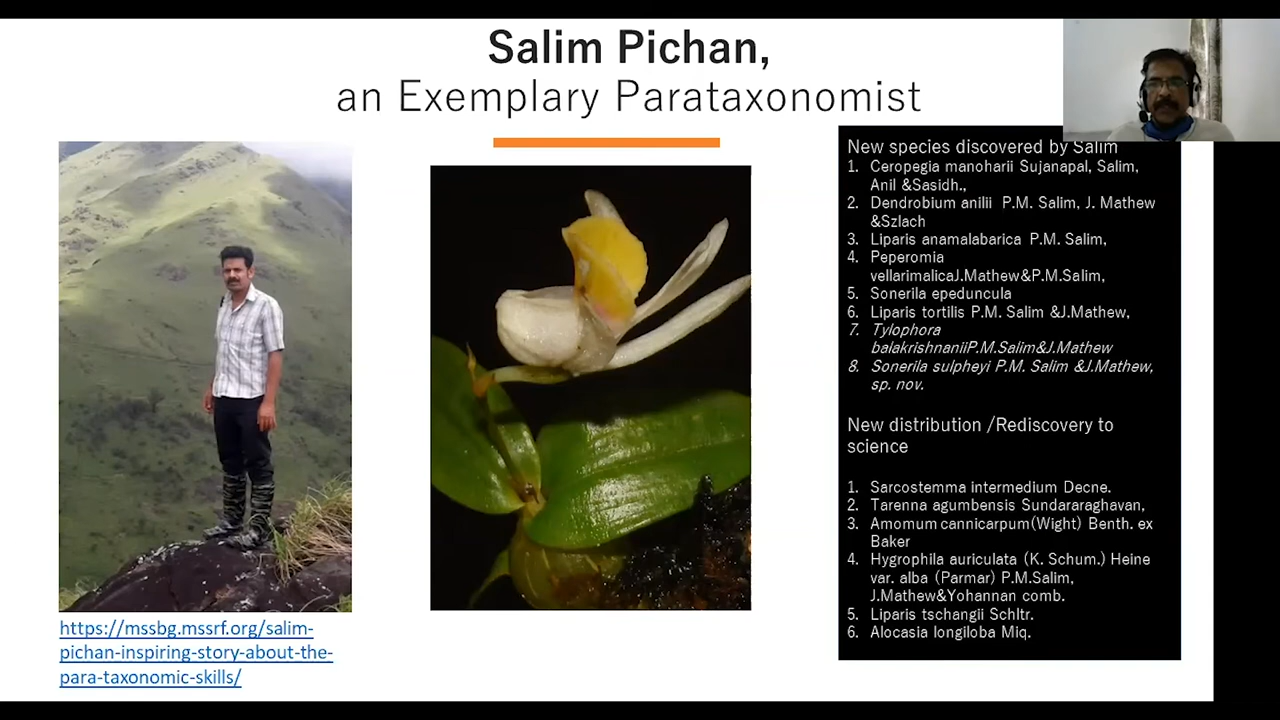 Salim Pichan,
an Exemplary Parataxonomist
https://mssbg.mssrf.org/salim-
pichan-inspiring-story-about-the-
para-taxonomic-skills/
New species discovered by Salim
1. Ceropegia manoharii Sujanapal, Salim,
Anil &Sasidh.,
2. Dendrobium anilii P.M. Salim, J. Mathew
&Szlach
3. Liparis anamalabarica P.M. Salim,
4. Peperomia
vellarimalicaJ.Mathew&P.M.Salim,
5. Sonerila epeduncula
6. Liparis tortilis P.M. Salim &J.Mathew,
7. Tylophora
balakrishnaniiP.M.Salim&J.Mathew
8. Sonerila sulpheyi P.M. Salim &J.Mathew,
sp. nov.
New distribution /Rediscovery to
science
1. Sarcostemma intermedium Decne.
2. Tarenna agumbensis Sundararaghavan,
3. Amomum cannicarpum(Wight) Benth. ex
Baker
4. Hygrophila auriculata (K. Schum.) Heine
var. alba (Parmar) P.M.Salim,
J.Mathew&Yohannan comb.
5. Liparis tschangii Schltr.
6. Alocasia longiloba Miq.